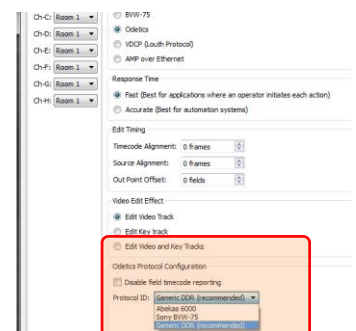 Ch-C: Room 1
Ch-D: Room 1
Ch-E: Room 1
Ch-F: Room 1
Ch-G: Room 1
Ch-H: Room 1
BVW-75
Odetics
VDCP (Louth Protocol)
AMP over Ethernet
Response Time
Fast (Best for applications where an operator initiates each action)
Accurate (Best for automation systems)
Edit Timing
Timecode Alignment: 0 frames
Source Alignment: 0 frames
Out Point Offset: 0 fields
Video Edit Effect
Edit Video Track
Edit Key track
Edit Video and Key Tracks
Odetics Protocol Configuration
Disable field timecode reporting
Protocol ID: Generic DDR (recommended)
Abekas 6000
Sony BVW-75
Generic DDR (recommended)